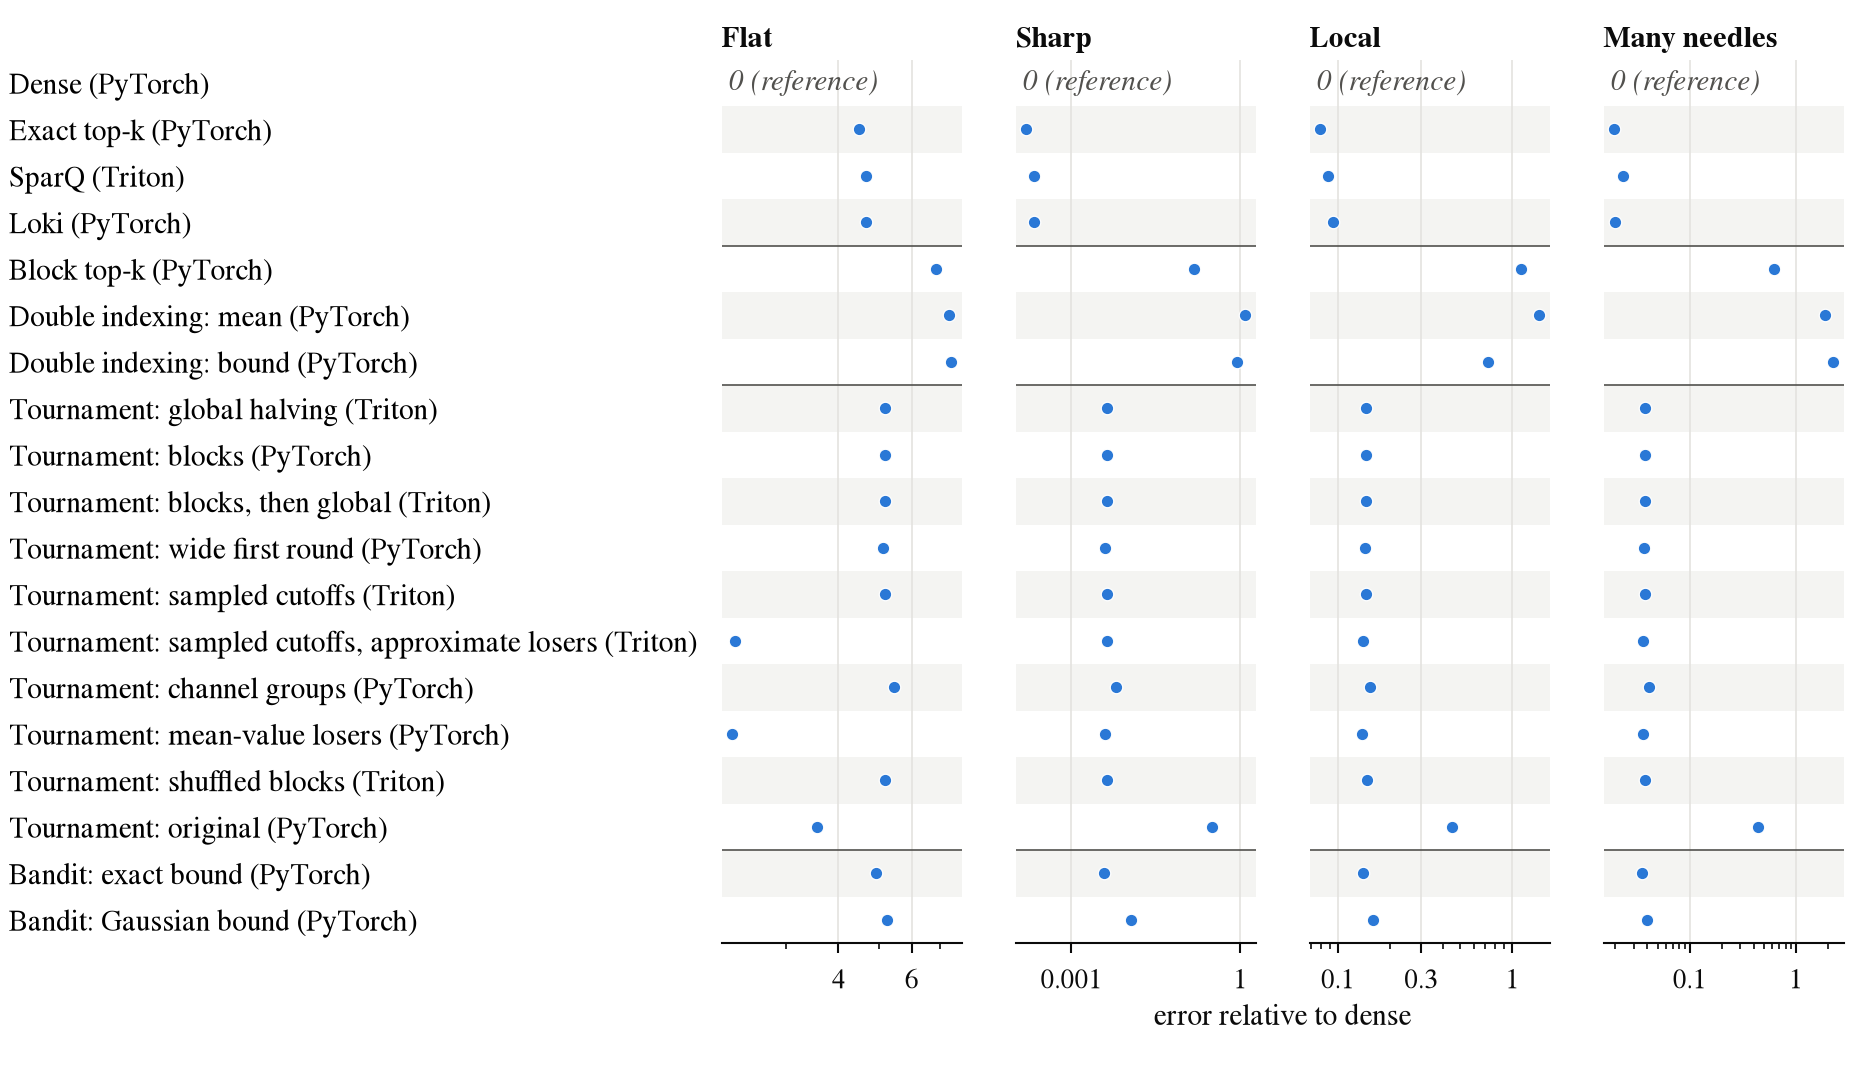 Flat Sharp Local Many needles
Dense (PyTorch) 0 (reference) 0 (reference) 0 (reference) 0 (reference)
Exact top-k (PyTorch)
SparQ (Triton)
Loki (PyTorch)
Block top-k (PyTorch)
Double indexing: mean (PyTorch)
Double indexing: bound (PyTorch)
Tournament: global halving (Triton)
Tournament: blocks (PyTorch)
Tournament: blocks, then global (Triton)
Tournament: wide first round (PyTorch)
Tournament: sampled cutoffs (Triton)
Tournament: sampled cutoffs, approximate losers (Triton)
Tournament: channel groups (PyTorch)
Tournament: mean-value losers (PyTorch)
Tournament: shuffled blocks (Triton)
Tournament: original (PyTorch)
Bandit: exact bound (PyTorch)
Bandit: Gaussian bound (PyTorch)
4 6 0.001 1 0.1 0.3 1 0.1 1
error relative to dense